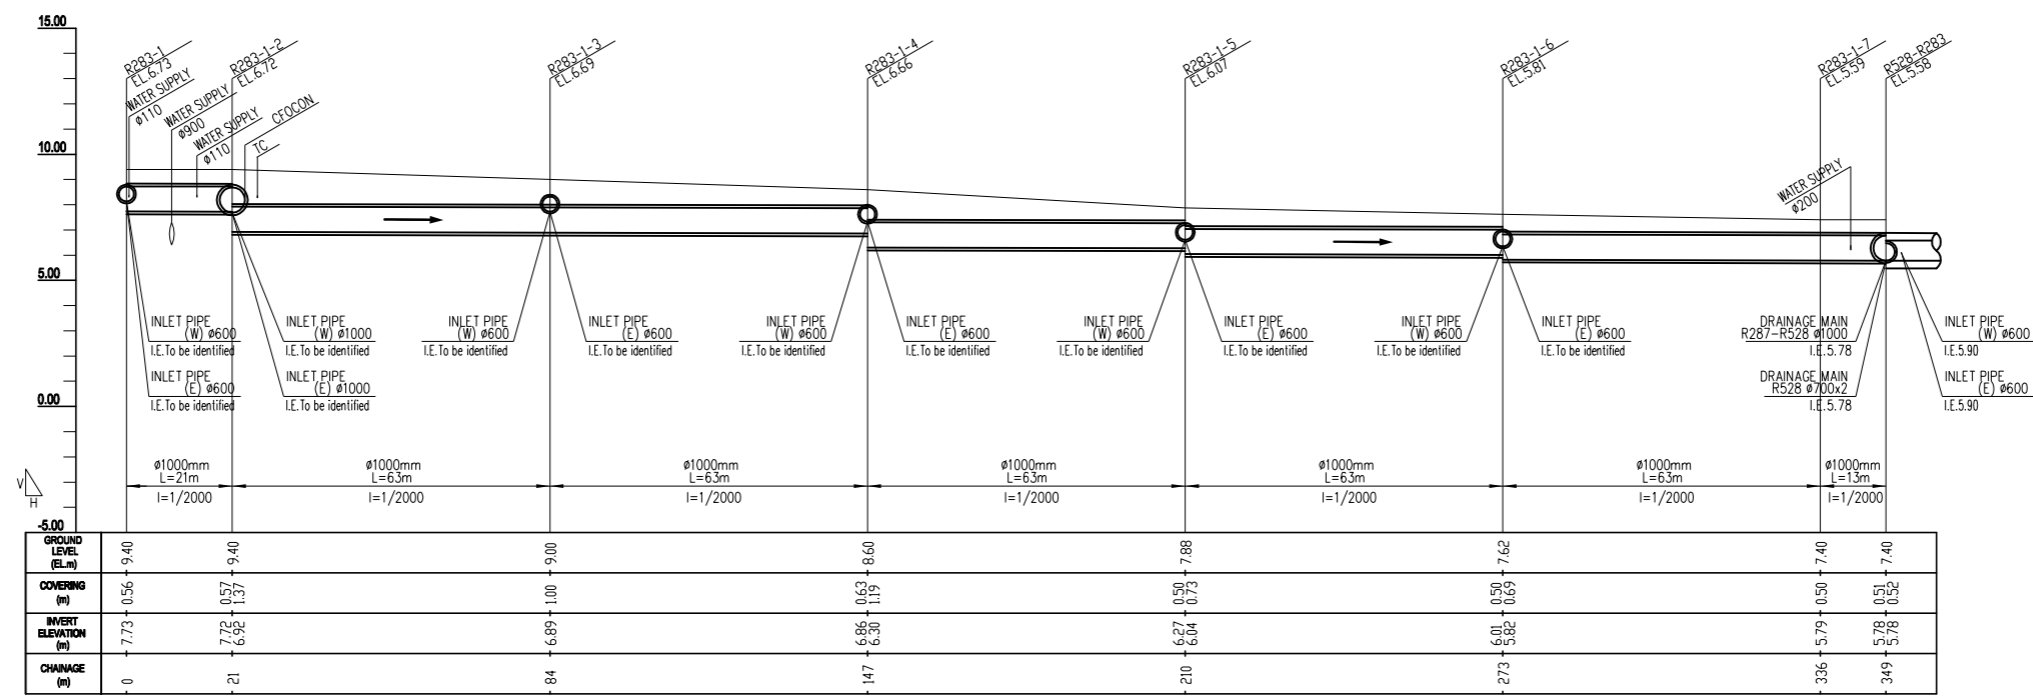 15.00
10.00
5.00
0.00
-5.00
R283-1
EL.6.73
R283-1-2
EL.6.72
R283-1-3
EL.6.69
R283-1-4
EL.6.66
R283-1-5
EL.6.07
R283-1-6
EL.5.81
R283-1-7
EL.5.59
R528-R283
EL.5.58
WATER SUPPLY
ø110
WATER SUPPLY
ø900
WATER SUPPLY
ø110
CFOCON
TC
WATER SUPPLY
ø200
INLET PIPE
(W) ø600
I.E.To be identified
INLET PIPE
(E) ø600
I.E.To be identified
INLET PIPE
(W) ø1000
I.E.To be identified
INLET PIPE
(E) ø1000
I.E.To be identified
INLET PIPE
(W) ø600
I.E.To be identified
INLET PIPE
(E) ø600
I.E.To be identified
INLET PIPE
(W) ø600
I.E.To be identified
INLET PIPE
(E) ø600
I.E.To be identified
INLET PIPE
(W) ø600
I.E.To be identified
INLET PIPE
(E) ø600
I.E.To be identified
INLET PIPE
(W) ø600
I.E.To be identified
INLET PIPE
(E) ø600
I.E.To be identified
DRAINAGE MAIN
R287-R528 ø1000
I.E.5.78
DRAINAGE MAIN
R528 ø700x2
I.E.5.78
INLET PIPE
(W) ø600
I.E.5.90
INLET PIPE
(E) ø600
I.E.5.90
V
H
ø1000mm
L=21m
I=1/2000
ø1000mm
L=63m
I=1/2000
ø1000mm
L=63m
I=1/2000
ø1000mm
L=63m
I=1/2000
ø1000mm
L=63m
I=1/2000
ø1000mm
L=63m
I=1/2000
ø1000mm
L=13m
I=1/2000
GROUND
LEVEL
(EL.m)
9.40 9.40 9.00 8.60 7.88 7.62 7.40 7.40
COVERING
(m)
0.56 0.57 1.37 1.00 0.63 1.19 0.50 0.73 0.50 0.69 0.50 0.51 0.52
INVERT
ELEVATION
(m)
7.73 7.72 6.92 6.89 6.86 6.30 6.27 6.04 6.01 5.82 5.79 5.78 5.78
CHAINAGE
(m)
0 21 84 147 210 273 336 349